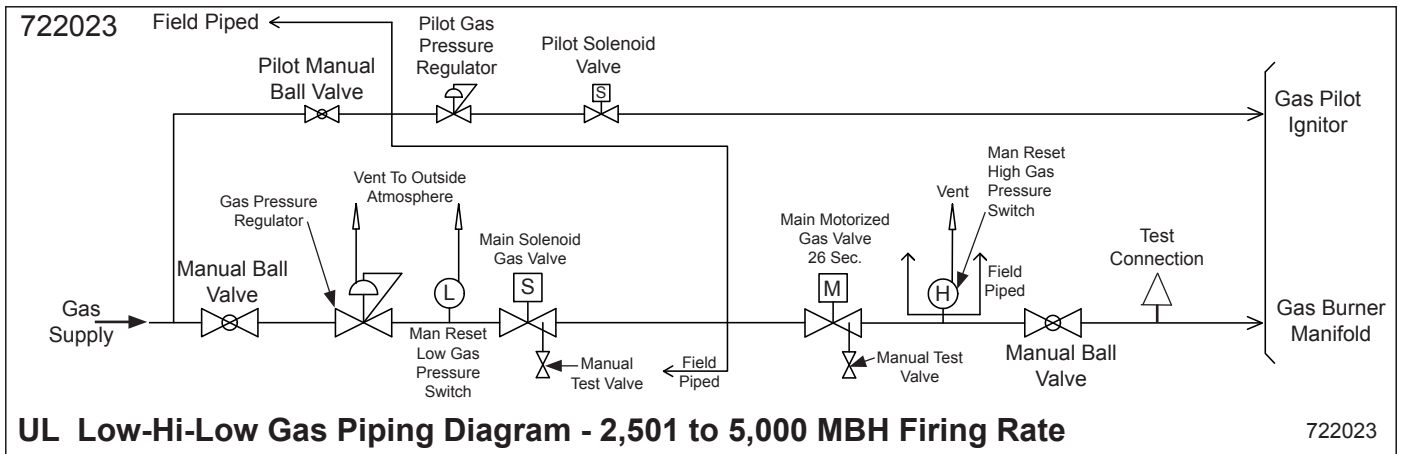 722023
Field Piped
Pilot Gas
Pressure
Regulator
Pilot Solenoid
Valve
Pilot Manual
Ball Valve
S
Gas Pilot
Ignitor
Vent To Outside
Atmosphere
Gas Pressure
Regulator
Man Reset
High Gas
Pressure
Switch
Vent
Main Solenoid
Gas Valve
Main Motorized
Gas Valve
26 Sec.
Test
Connection
Manual Ball
Valve
L
S
M
H
Field
Piped
Gas
Supply
Gas Burner
Manifold
Man Reset
Low Gas
Pressure
Switch
Manual
Test Valve
Field
Piped
Manual Test
Valve
Manual Ball
Valve
UL Low-Hi-Low Gas Piping Diagram - 2,501 to 5,000 MBH Firing Rate
722023